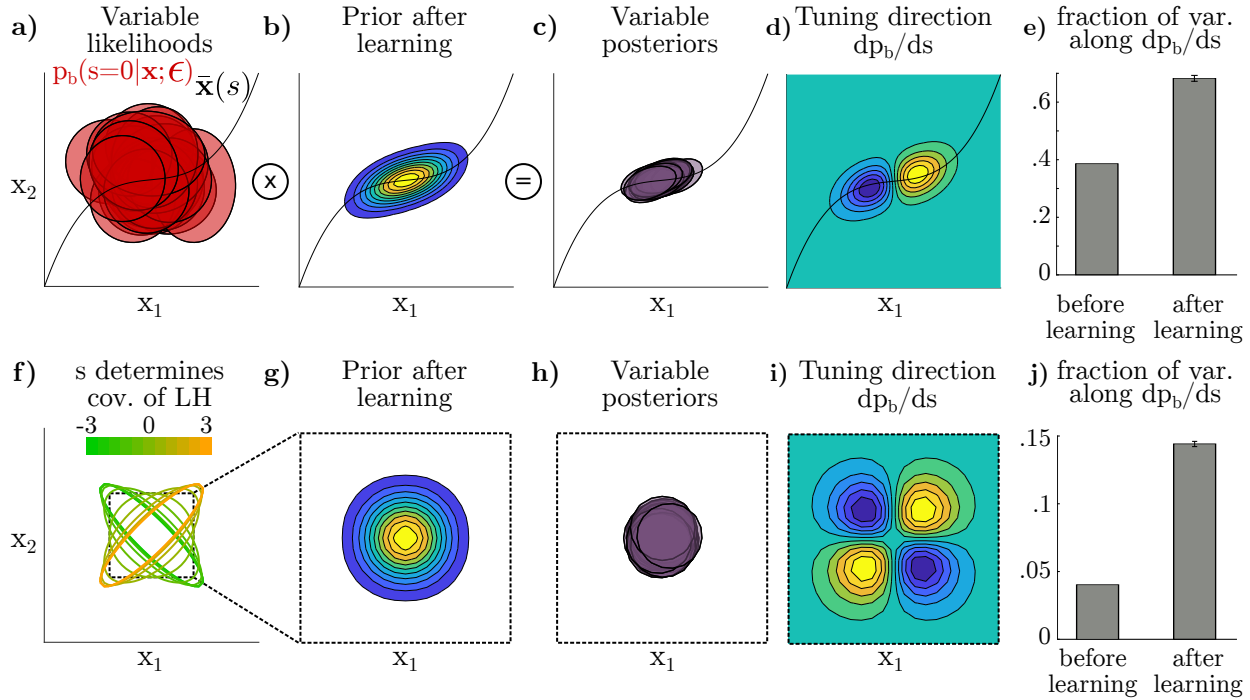 a)
Variable
likelihoods
p_b(s=0|x;ϵ)
x̄(s)
x_2
x_1
x
b)
Prior after
learning
x_1
=
c)
Variable
posteriors
x_1
d)
Tuning direction
dp_b/ds
x_1
e)
fraction of var.
along dp_b/ds
.6
.4
.2
0
before
learning
after
learning
f)
s determines
cov. of LH
-3 0 3
x_2
x_1
g)
Prior after
learning
x_1
h)
Variable
posteriors
x_1
i)
Tuning direction
dp_b/ds
x_1
j)
fraction of var.
along dp_b/ds
.15
.1
.05
0
before
learning
after
learning